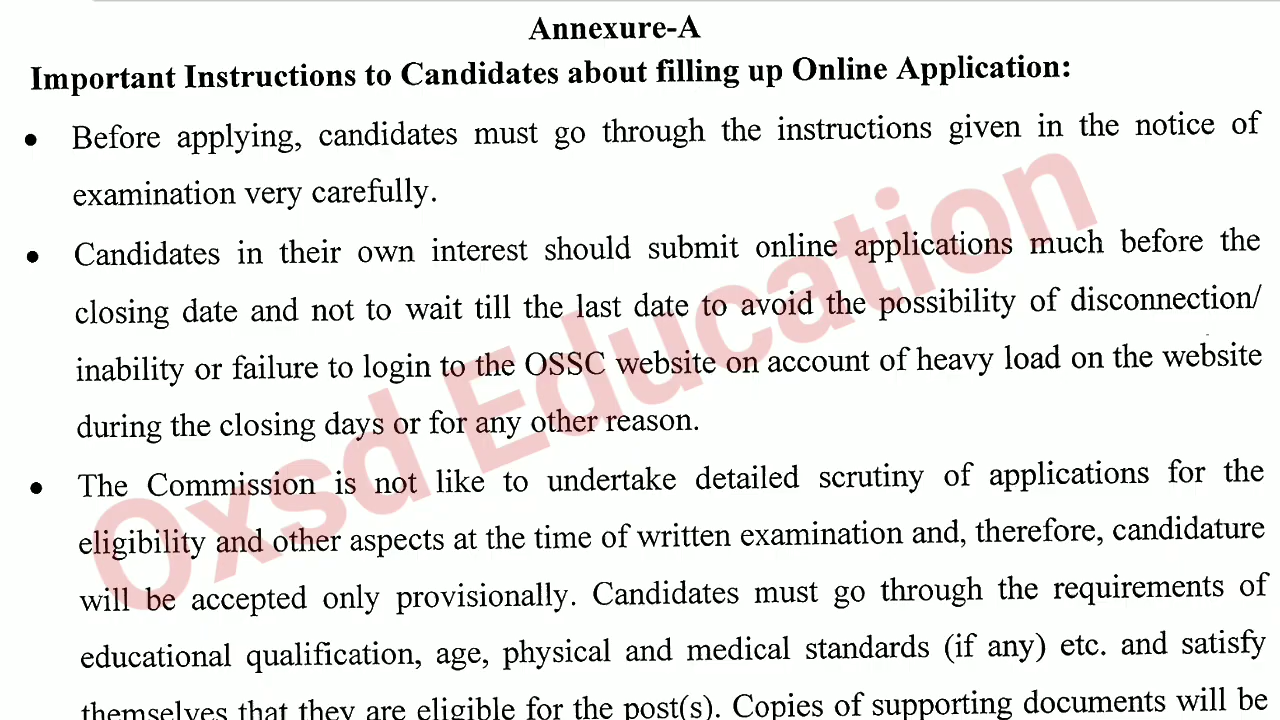 Annexure-A
Important Instructions to Candidates about filling up Online Application:
• Before applying, candidates must go through the instructions given in the notice of
examination very carefully.
• Candidates in their own interest should submit online applications much before the
closing date and not to wait till the last date to avoid the possibility of disconnection/
inability or failure to login to the OSSC website on account of heavy load on the website
during the closing days or for any other reason.
• The Commission is not like to undertake detailed scrutiny of applications for the
eligibility and other aspects at the time of written examination and, therefore, candidature
will be accepted only provisionally. Candidates must go through the requirements of
educational qualification, age, physical and medical standards (if any) etc. and satisfy
themselves that they are eligible for the post(s). Copies of supporting documents will be
Oxsd Education